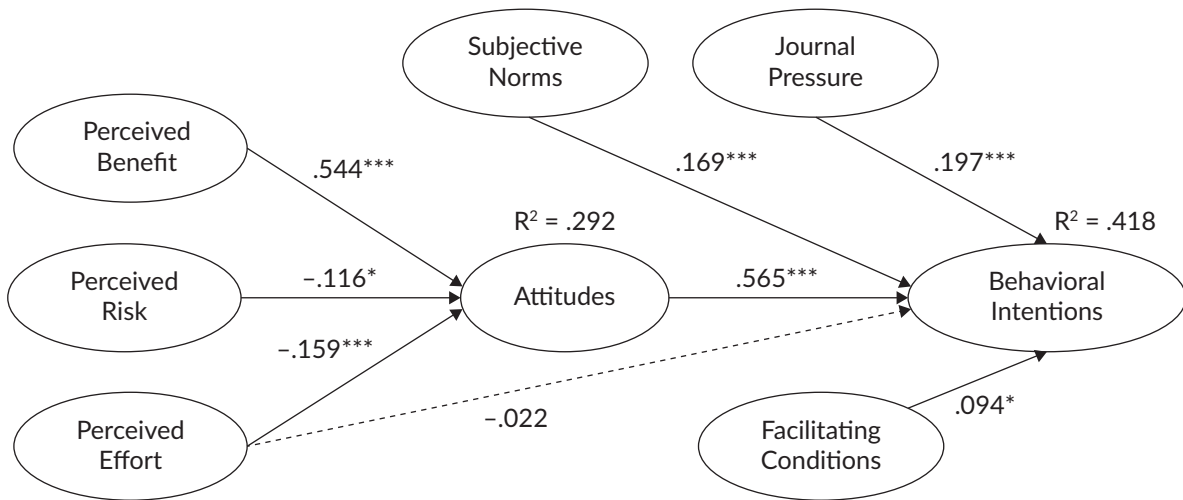 Subjective
Norms
Journal
Pressure
Perceived
Benefit
.544***
.169***
.197***
R² = .292
R² = .418
Perceived
Risk
–.116*
Attitudes
.565***
Behavioral
Intentions
–.159***
Perceived
Effort
–.022
.094*
Facilitating
Conditions